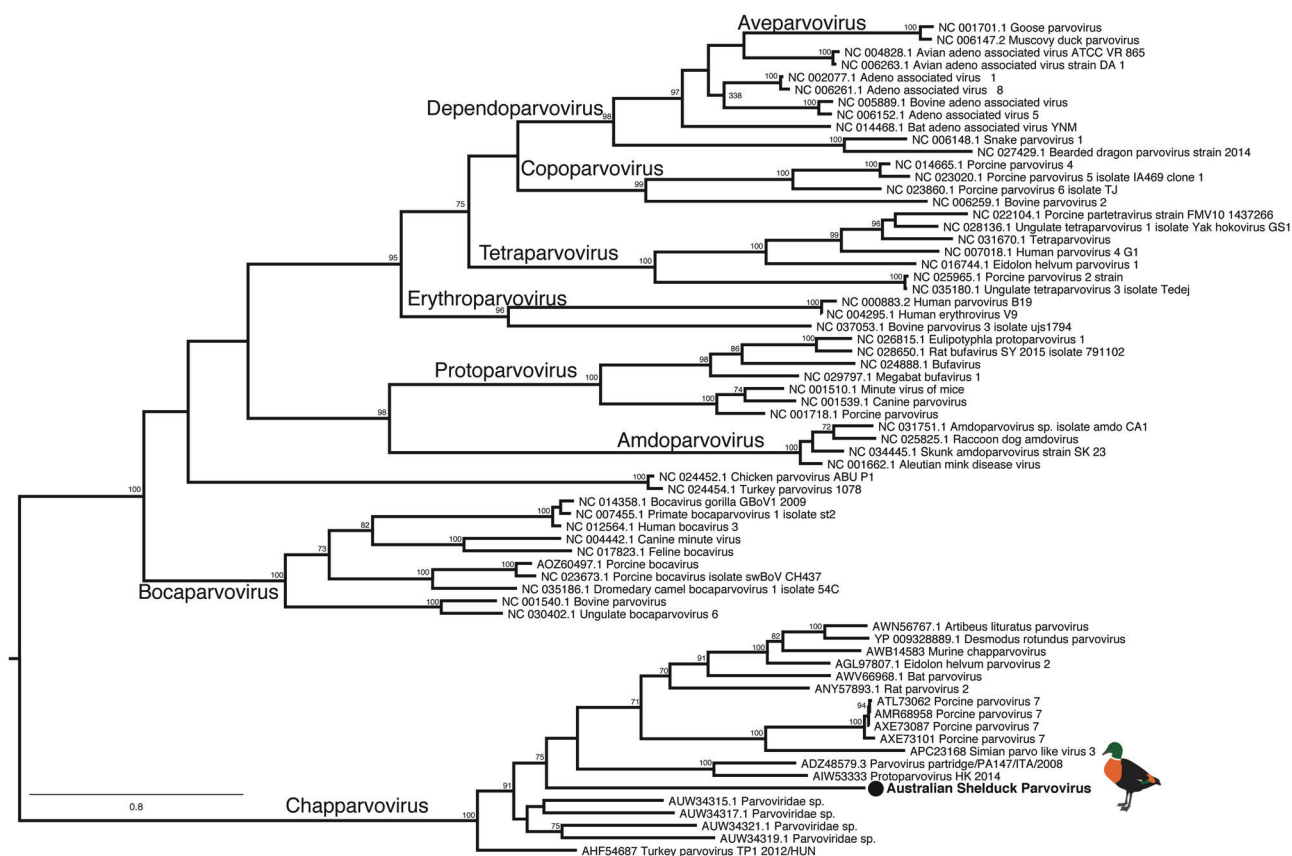 Aveparvovirus
100
NC 001701.1 Goose parvovirus
NC 006147.2 Muscovy duck parvovirus
100
NC 004828.1 Avian adeno associated virus ATCC VR 865
NC 006263.1 Avian adeno associated virus strain DA 1
100
NC 002077.1 Adeno associated virus 1
NC 006261.1 Adeno associated virus 8
97
338
100
NC 005889.1 Bovine adeno associated virus
NC 006152.1 Adeno associated virus 5
Dependoparvovirus
98
NC 014468.1 Bat adeno associated virus YNM
100
NC 006148.1 Snake parvovirus 1
NC 027429.1 Bearded dragon parvovirus strain 2014
Copoparvovirus
100
100
NC 014665.1 Porcine parvovirus 4
NC 023020.1 Porcine parvovirus 5 isolate IA469 clone 1
99
NC 023860.1 Porcine parvovirus 6 isolate TJ
NC 006259.1 Bovine parvovirus 2
75
96
NC 022104.1 Porcine partetravirus strain FMV10 1437266
NC 028136.1 Ungulate tetraparvovirus 1 isolate Yak hokovirus GS1
99
NC 031670.1 Tetraparvovirus
100
NC 007018.1 Human parvovirus 4 G1
Tetraparvovirus
100
NC 016744.1 Eidolon helvum parvovirus 1
95
100
NC 025965.1 Porcine parvovirus 2 strain
NC 035180.1 Ungulate tetraparvovirus 3 isolate Tedej
Erythroparvovirus
96
100
NC 000883.2 Human parvovirus B19
NC 004295.1 Human erythrovirus V9
NC 037053.1 Bovine parvovirus 3 isolate ujs1794
100
NC 026815.1 Eulipotyphla protoparvovirus 1
86
NC 028650.1 Rat bufavirus SY 2015 isolate 791102
98
NC 024888.1 Bufavirus
Protoparvovirus
100
NC 029797.1 Megabat bufavirus 1
74
NC 001510.1 Minute virus of mice
100
NC 001539.1 Canine parvovirus
NC 001718.1 Porcine parvovirus
98
72
NC 031751.1 Amdoparvovirus sp. isolate amdo CA1
Amdoparvovirus
100
NC 025825.1 Raccoon dog amdovirus
NC 034445.1 Skunk amdoparvovirus strain SK 23
NC 001662.1 Aleutian mink disease virus
100
NC 024452.1 Chicken parvovirus ABU P1
NC 024454.1 Turkey parvovirus 1078
100
NC 014358.1 Bocavirus gorilla GBoV1 2009
100
NC 007455.1 Primate bocaparvovirus 1 isolate st2
82
NC 012564.1 Human bocavirus 3
100
NC 004442.1 Canine minute virus
73
NC 017823.1 Feline bocavirus
100
AOZ60497.1 Porcine bocavirus
100
NC 023673.1 Porcine bocavirus isolate swBoV CH437
Bocaparvovirus
100
NC 035186.1 Dromedary camel bocaparvovirus 1 isolate 54C
100
NC 001540.1 Bovine parvovirus
NC 030402.1 Ungulate bocaparvovirus 6
100
AWN56767.1 Artibeus lituratus parvovirus
82
YP 009328889.1 Desmodus rotundus parvovirus
100
AWB14583 Murine chapparvovirus
91
AGL97807.1 Eidolon helvum parvovirus 2
70
AWV66968.1 Bat parvovirus
ANY57893.1 Rat parvovirus 2
71
94
ATL73062 Porcine parvovirus 7
AMR68958 Porcine parvovirus 7
100
AXE73087 Porcine parvovirus 7
100
AXE73101 Porcine parvovirus 7
APC23168 Simian parvo like virus 3
75
100
ADZ48579.3 Parvovirus partridge/PA147/ITA/2008
AIW53333 Protoparvovirus HK 2014
91
Australian Shelduck Parvovirus
0.8
Chapparvovirus
100
AUW34315.1 Parvoviridae sp.
AUW34317.1 Parvoviridae sp.
75
AUW34321.1 Parvoviridae sp.
AUW34319.1 Parvoviridae sp.
AHF54687 Turkey parvovirus TP1 2012/HUN